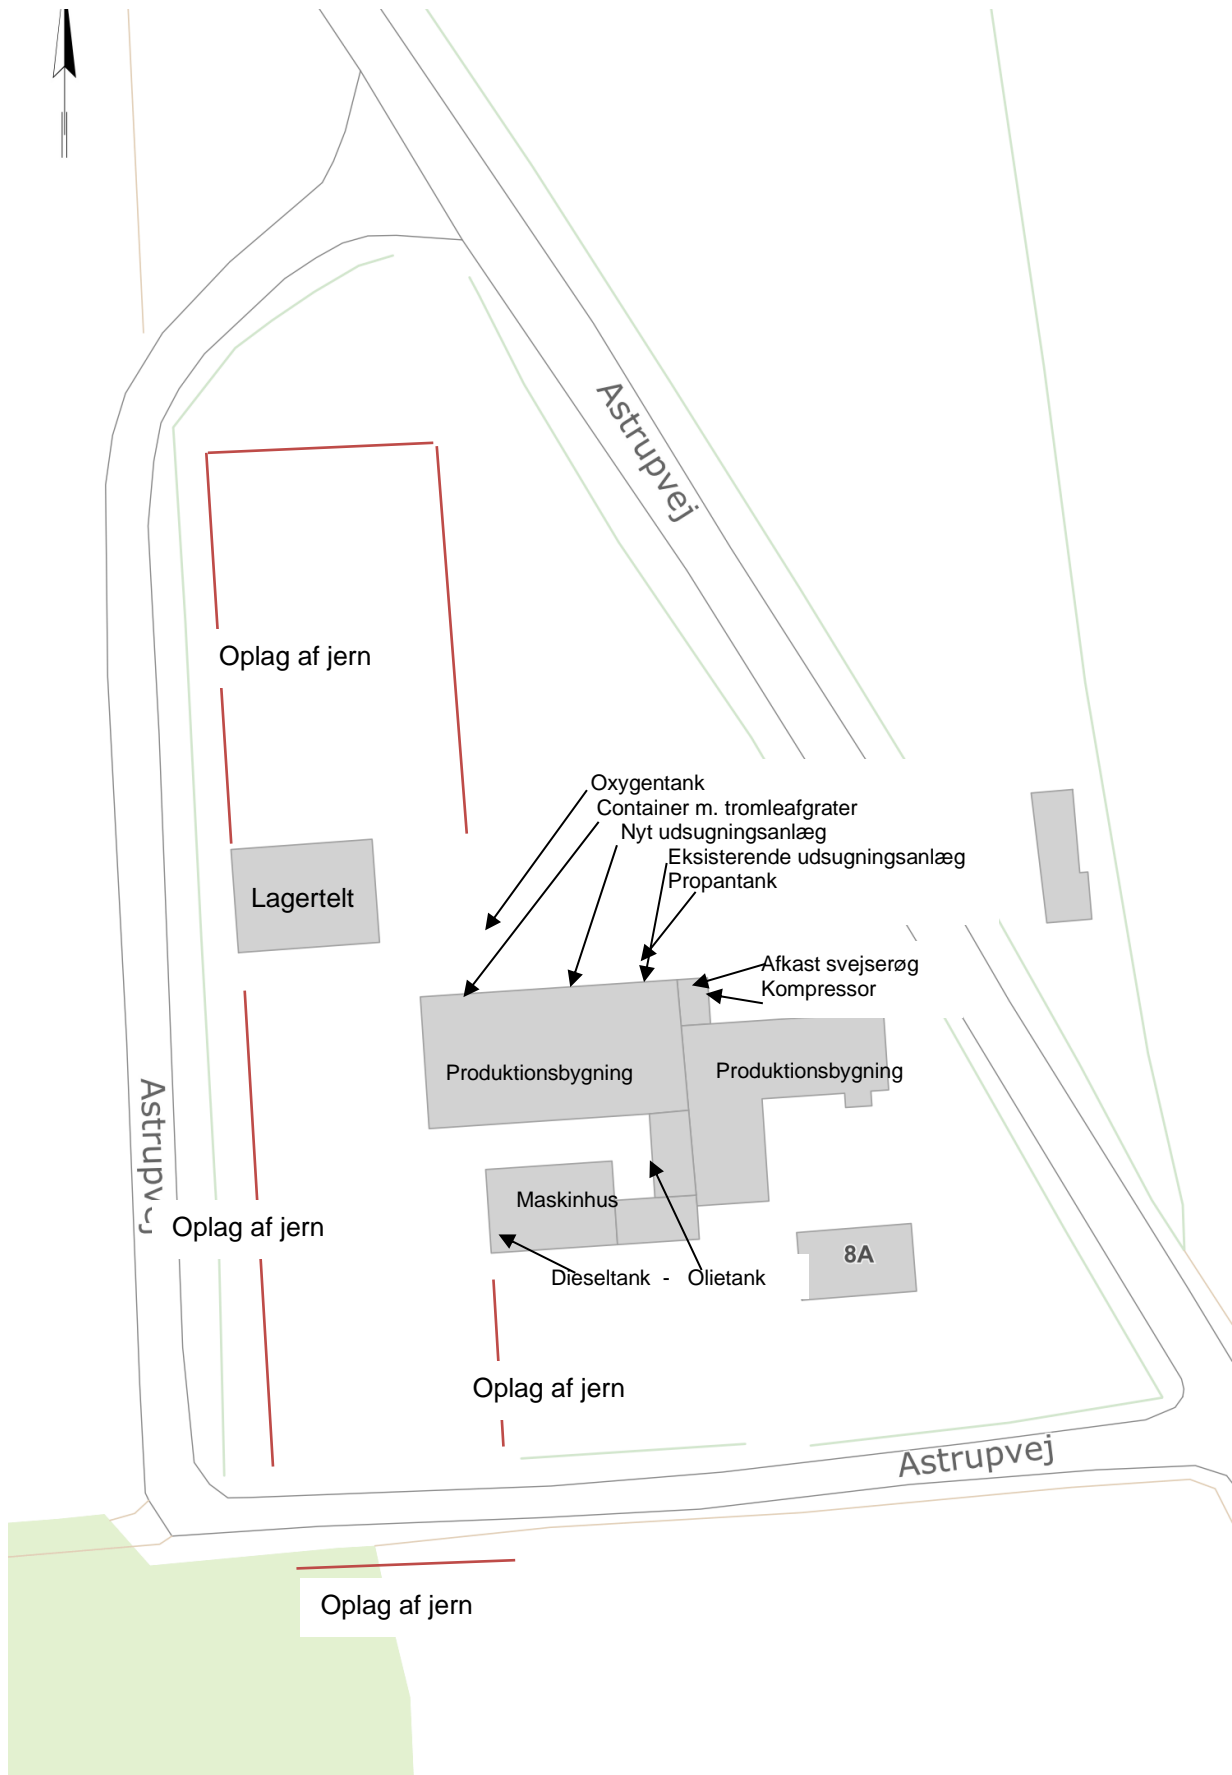 Astrupvej
Oplag af jern
Oxygentank
Container m. tromleafgrater
Nyt udsugningsanlæg
Eksisterende udsugningsanlæg
Propantank
Lagertelt
Afkast svejserøg
Kompressor
Produktionsbygning
Produktionsbygning
Astrupvej
Maskinhus
Oplag af jern
8A
Dieseltank - Olietank
Oplag af jern
Astrupvej
Oplag af jern